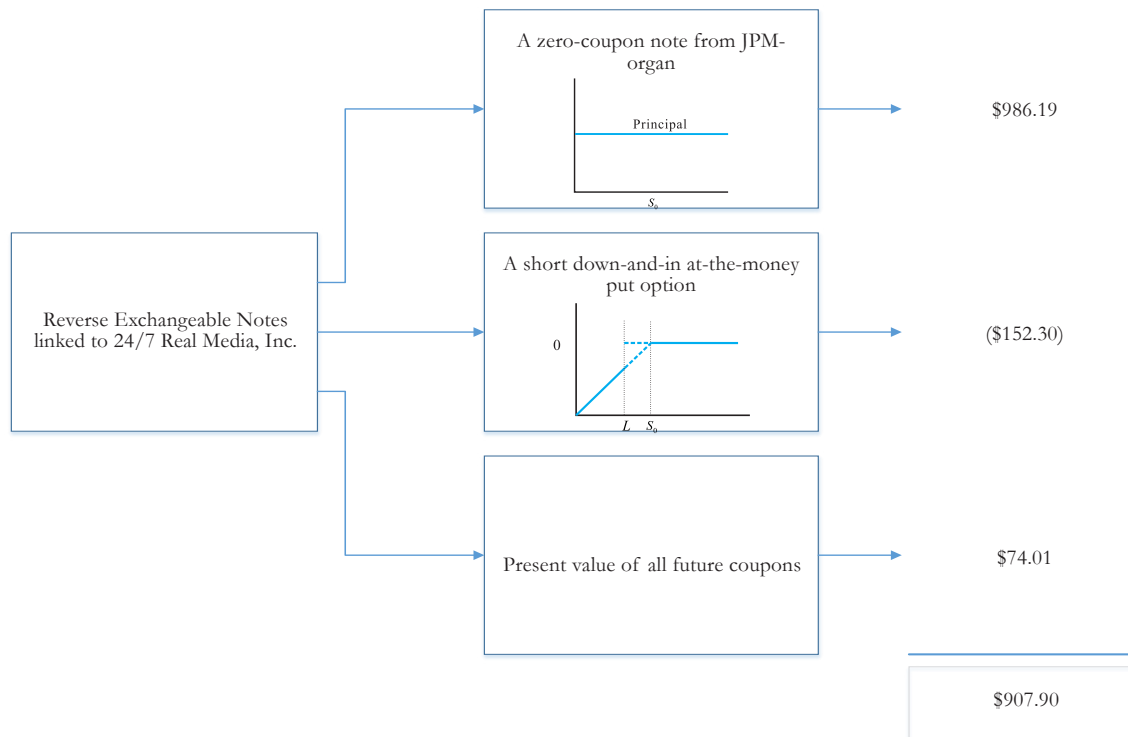 A zero-coupon note from JPM-
organ
Principal
S₀
$986.19
Reverse Exchangeable Notes
linked to 24/7 Real Media, Inc.
A short down-and-in at-the-money
put option
0
L S₀
($152.30)
Present value of all future coupons
$74.01
$907.90